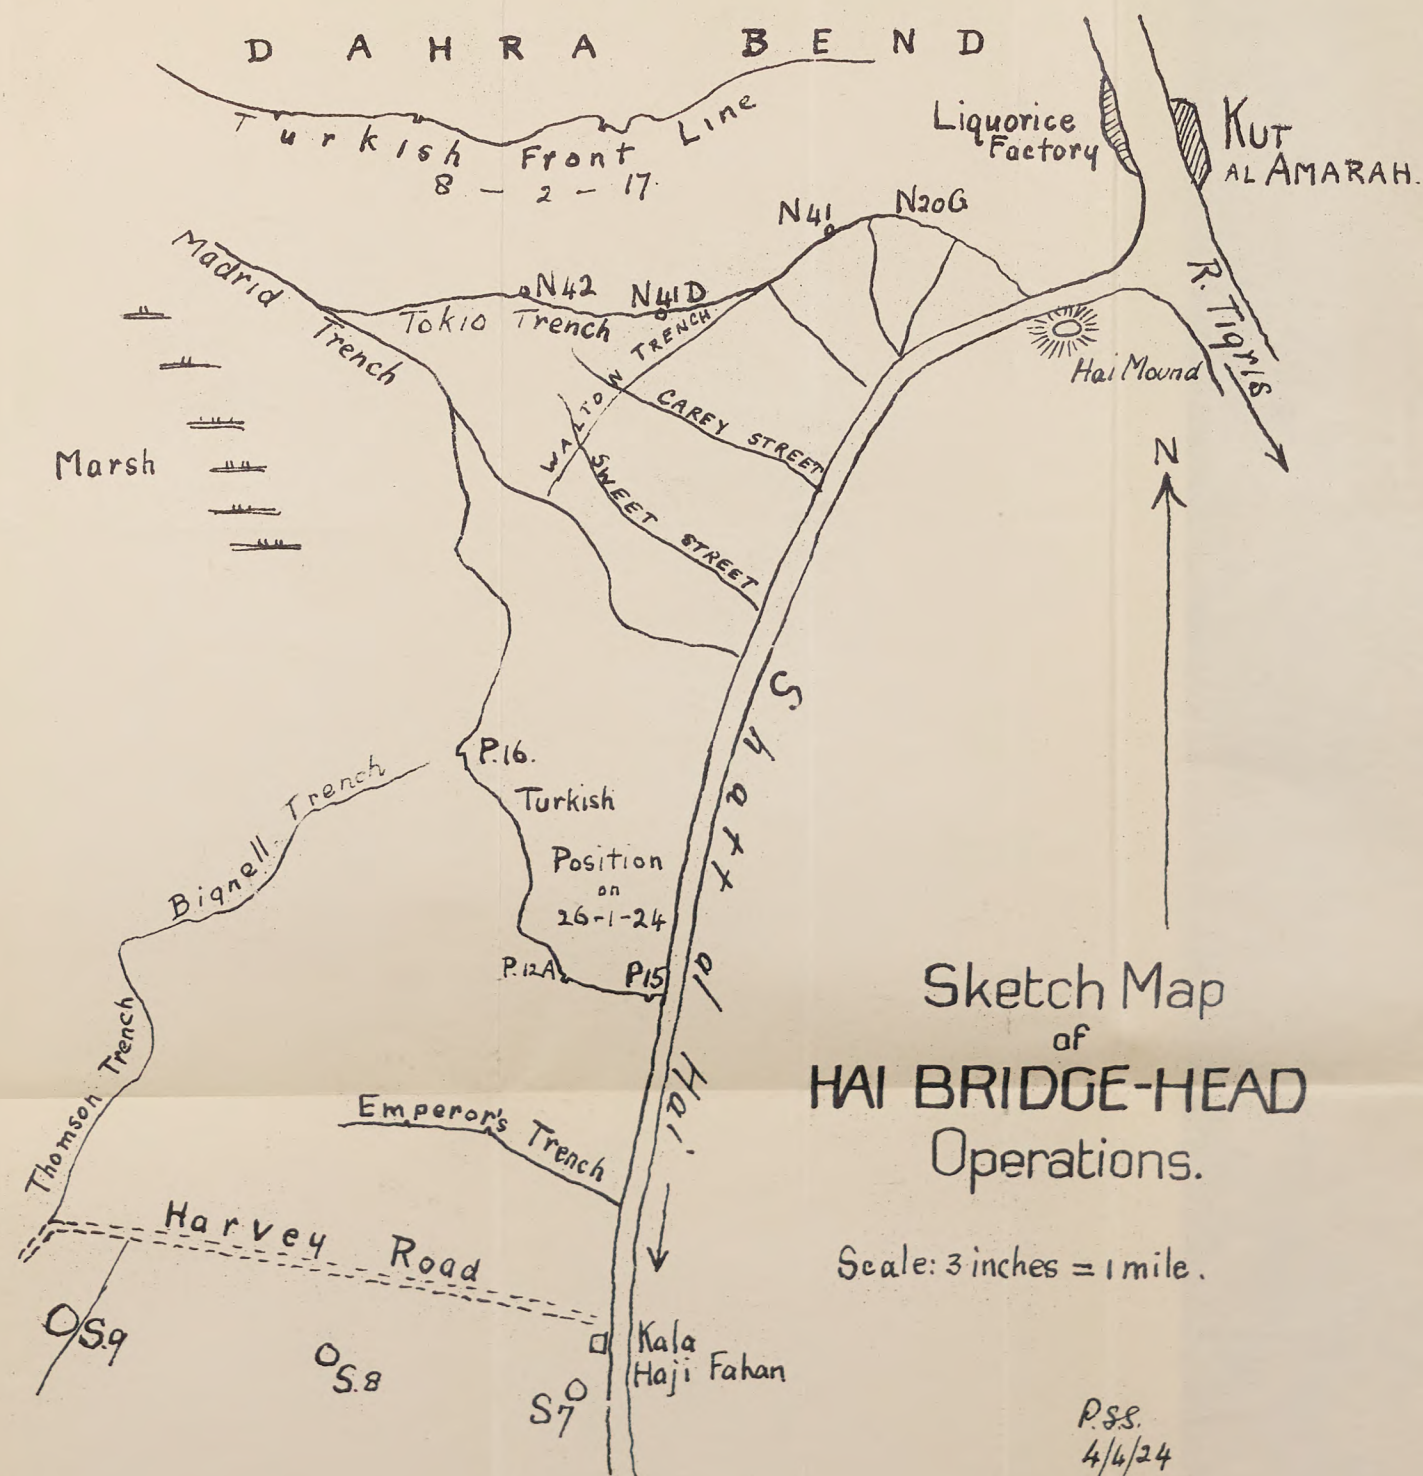 DAHRA BEND
Turkish Front Line
8 - 2 - 17.
Liquorice
Factory
KUT
AL AMARAH.
N41
N20G
Madrid Trench
N42
N41D
Tokio Trench
WALTON TRENCH
R. Tigris
Hai Mound
CAREY STREET
SWEET STREET
Marsh
N
Shatt al Hai
P.16.
Turkish
Position
on
26-1-24
Bignell Trench
P.12A
P15
Thomson Trench
Emperor's Trench
Sketch Map
of
HAI BRIDGE-HEAD
Operations.
Scale: 3 inches = 1 mile.
Harvey Road
S.9
S.8
S7
Kala
Haji Fahan
P.S.S.
4/4/24